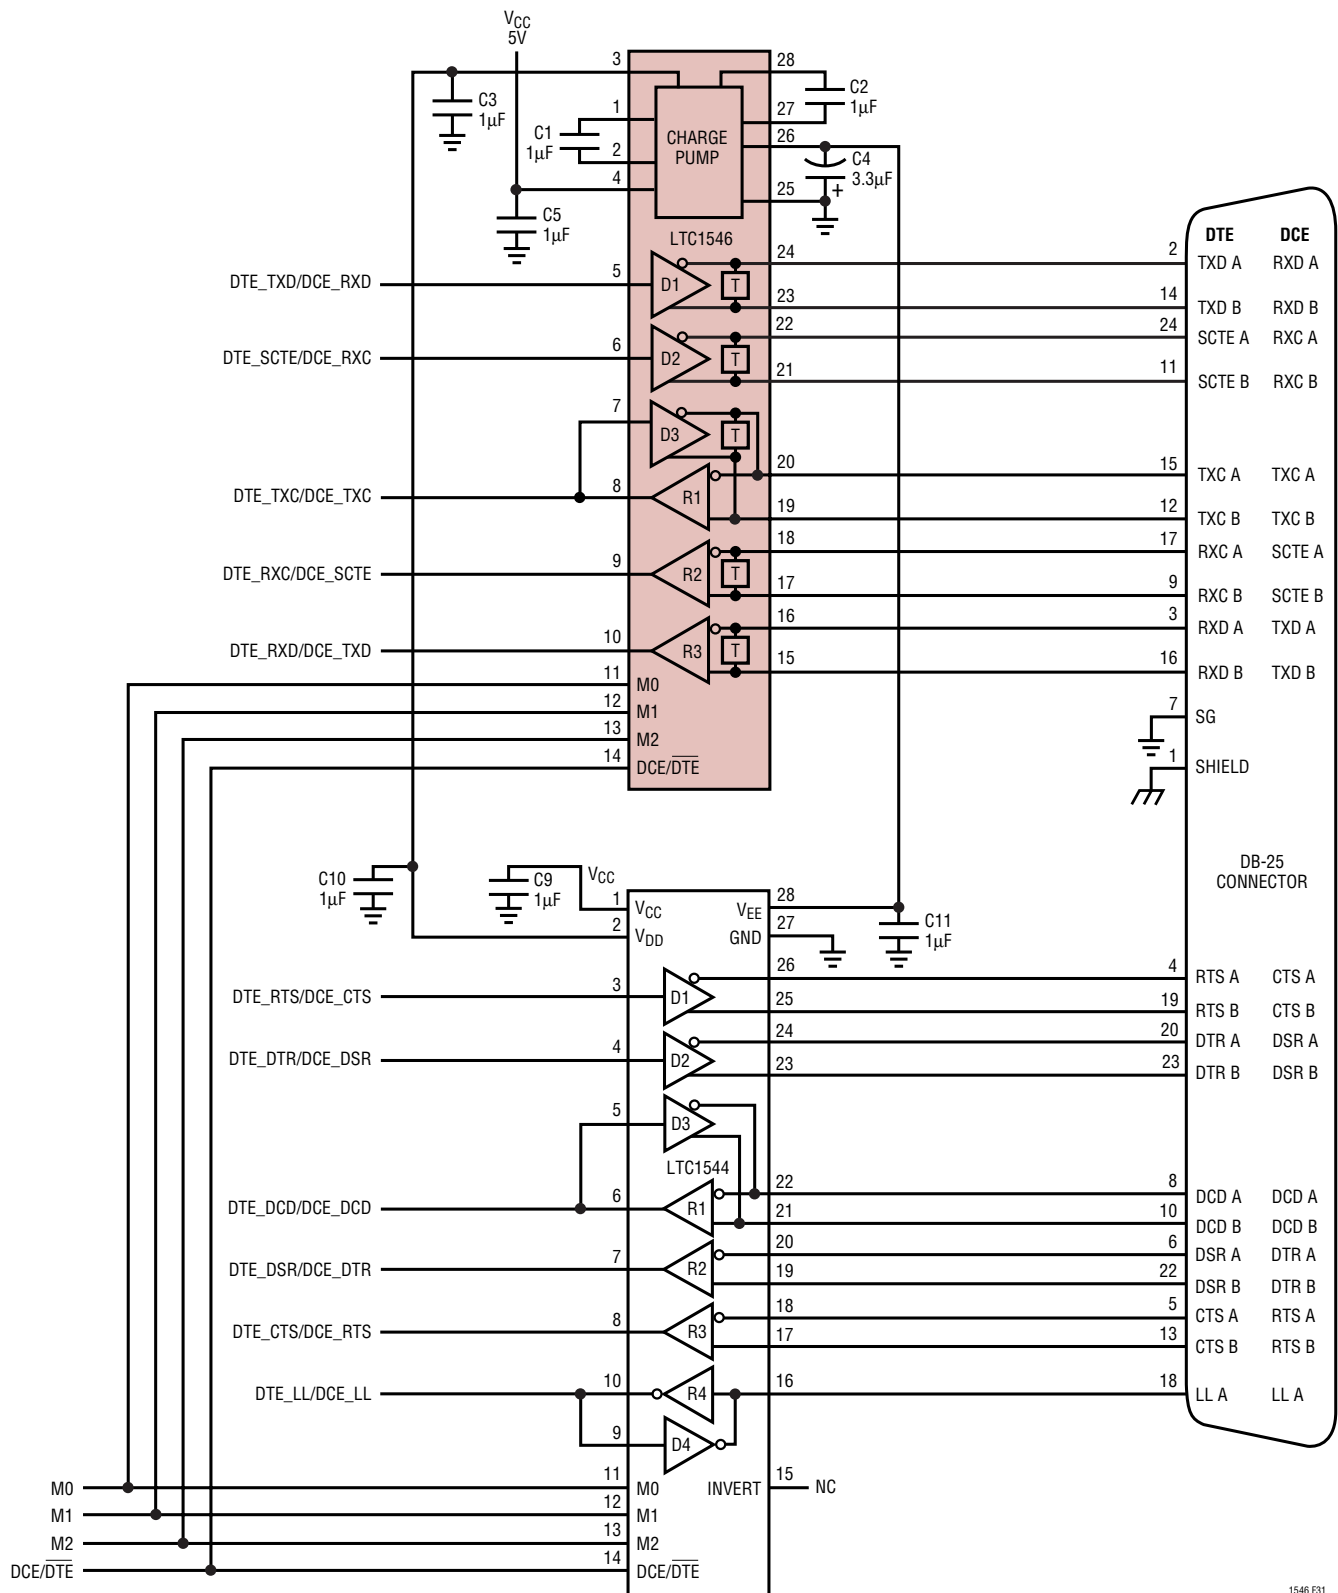 V_CC
5V
3
28
C3
1µF
C2
1µF
1
27
C1
1µF
CHARGE
PUMP
26
2
C4
3.3µF
+
4
25
C5
1µF
LTC1546
DTE
DCE
DTE_TXD/DCE_RXD
5
D1
T
24
2
TXD A
RXD A
23
14
TXD B
RXD B
DTE_SCTE/DCE_RXC
6
D2
T
22
24
SCTE A
RXC A
21
11
SCTE B
RXC B
7
D3
T
20
15
TXC A
TXC A
DTE_TXC/DCE_TXC
8
R1
19
12
TXC B
TXC B
18
17
RXC A
SCTE A
DTE_RXC/DCE_SCTE
9
R2
T
17
9
RXC B
SCTE B
16
3
RXD A
TXD A
DTE_RXD/DCE_TXD
10
R3
T
15
16
RXD B
TXD B
11
M0
12
M1
13
M2
14
DCE/D̅T̅E̅
7
SG
1
SHIELD
DB-25
CONNECTOR
C10
1µF
C9
1µF
V_CC
1
V_CC
2
V_DD
V_EE
28
GND
27
C11
1µF
DTE_RTS/DCE_CTS
3
D1
26
4
RTS A
CTS A
25
19
RTS B
CTS B
DTE_DTR/DCE_DSR
4
D2
24
20
DTR A
DSR A
23
23
DTR B
DSR B
5
D3
LTC1544
DTE_DCD/DCE_DCD
6
R1
22
8
DCD A
DCD A
21
10
DCD B
DCD B
DTE_DSR/DCE_DTR
7
R2
20
6
DSR A
DTR A
19
22
DSR B
DTR B
DTE_CTS/DCE_RTS
8
R3
18
5
CTS A
RTS A
17
13
CTS B
RTS B
DTE_LL/DCE_LL
10
R4
16
18
LL A
LL A
9
D4
M0
11
M0
INVERT
15
NC
M1
12
M1
M2
13
M2
DCE/D̅T̅E̅
14
DCE/D̅T̅E̅
1546 F31